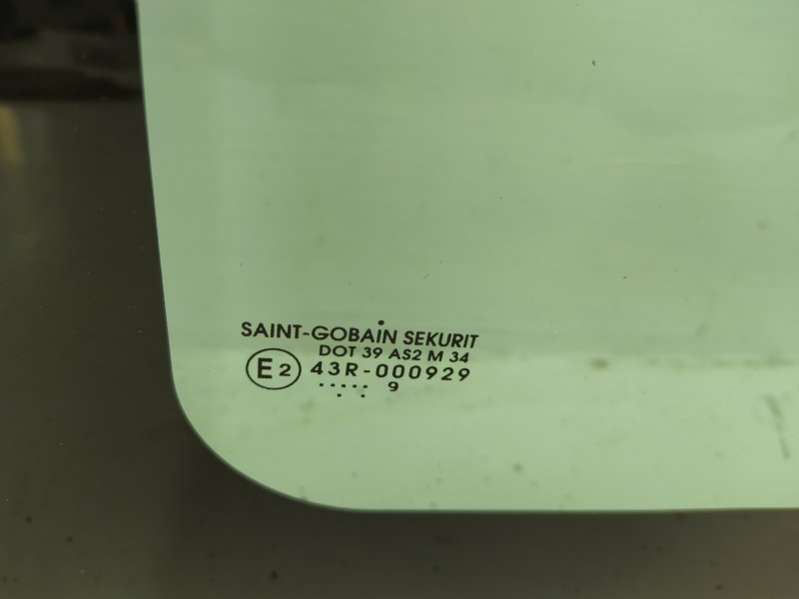 SAINT-GOBAIN SEKURIT
DOT 39 AS2 M 34
E2 43R-000929
..... 9
. .